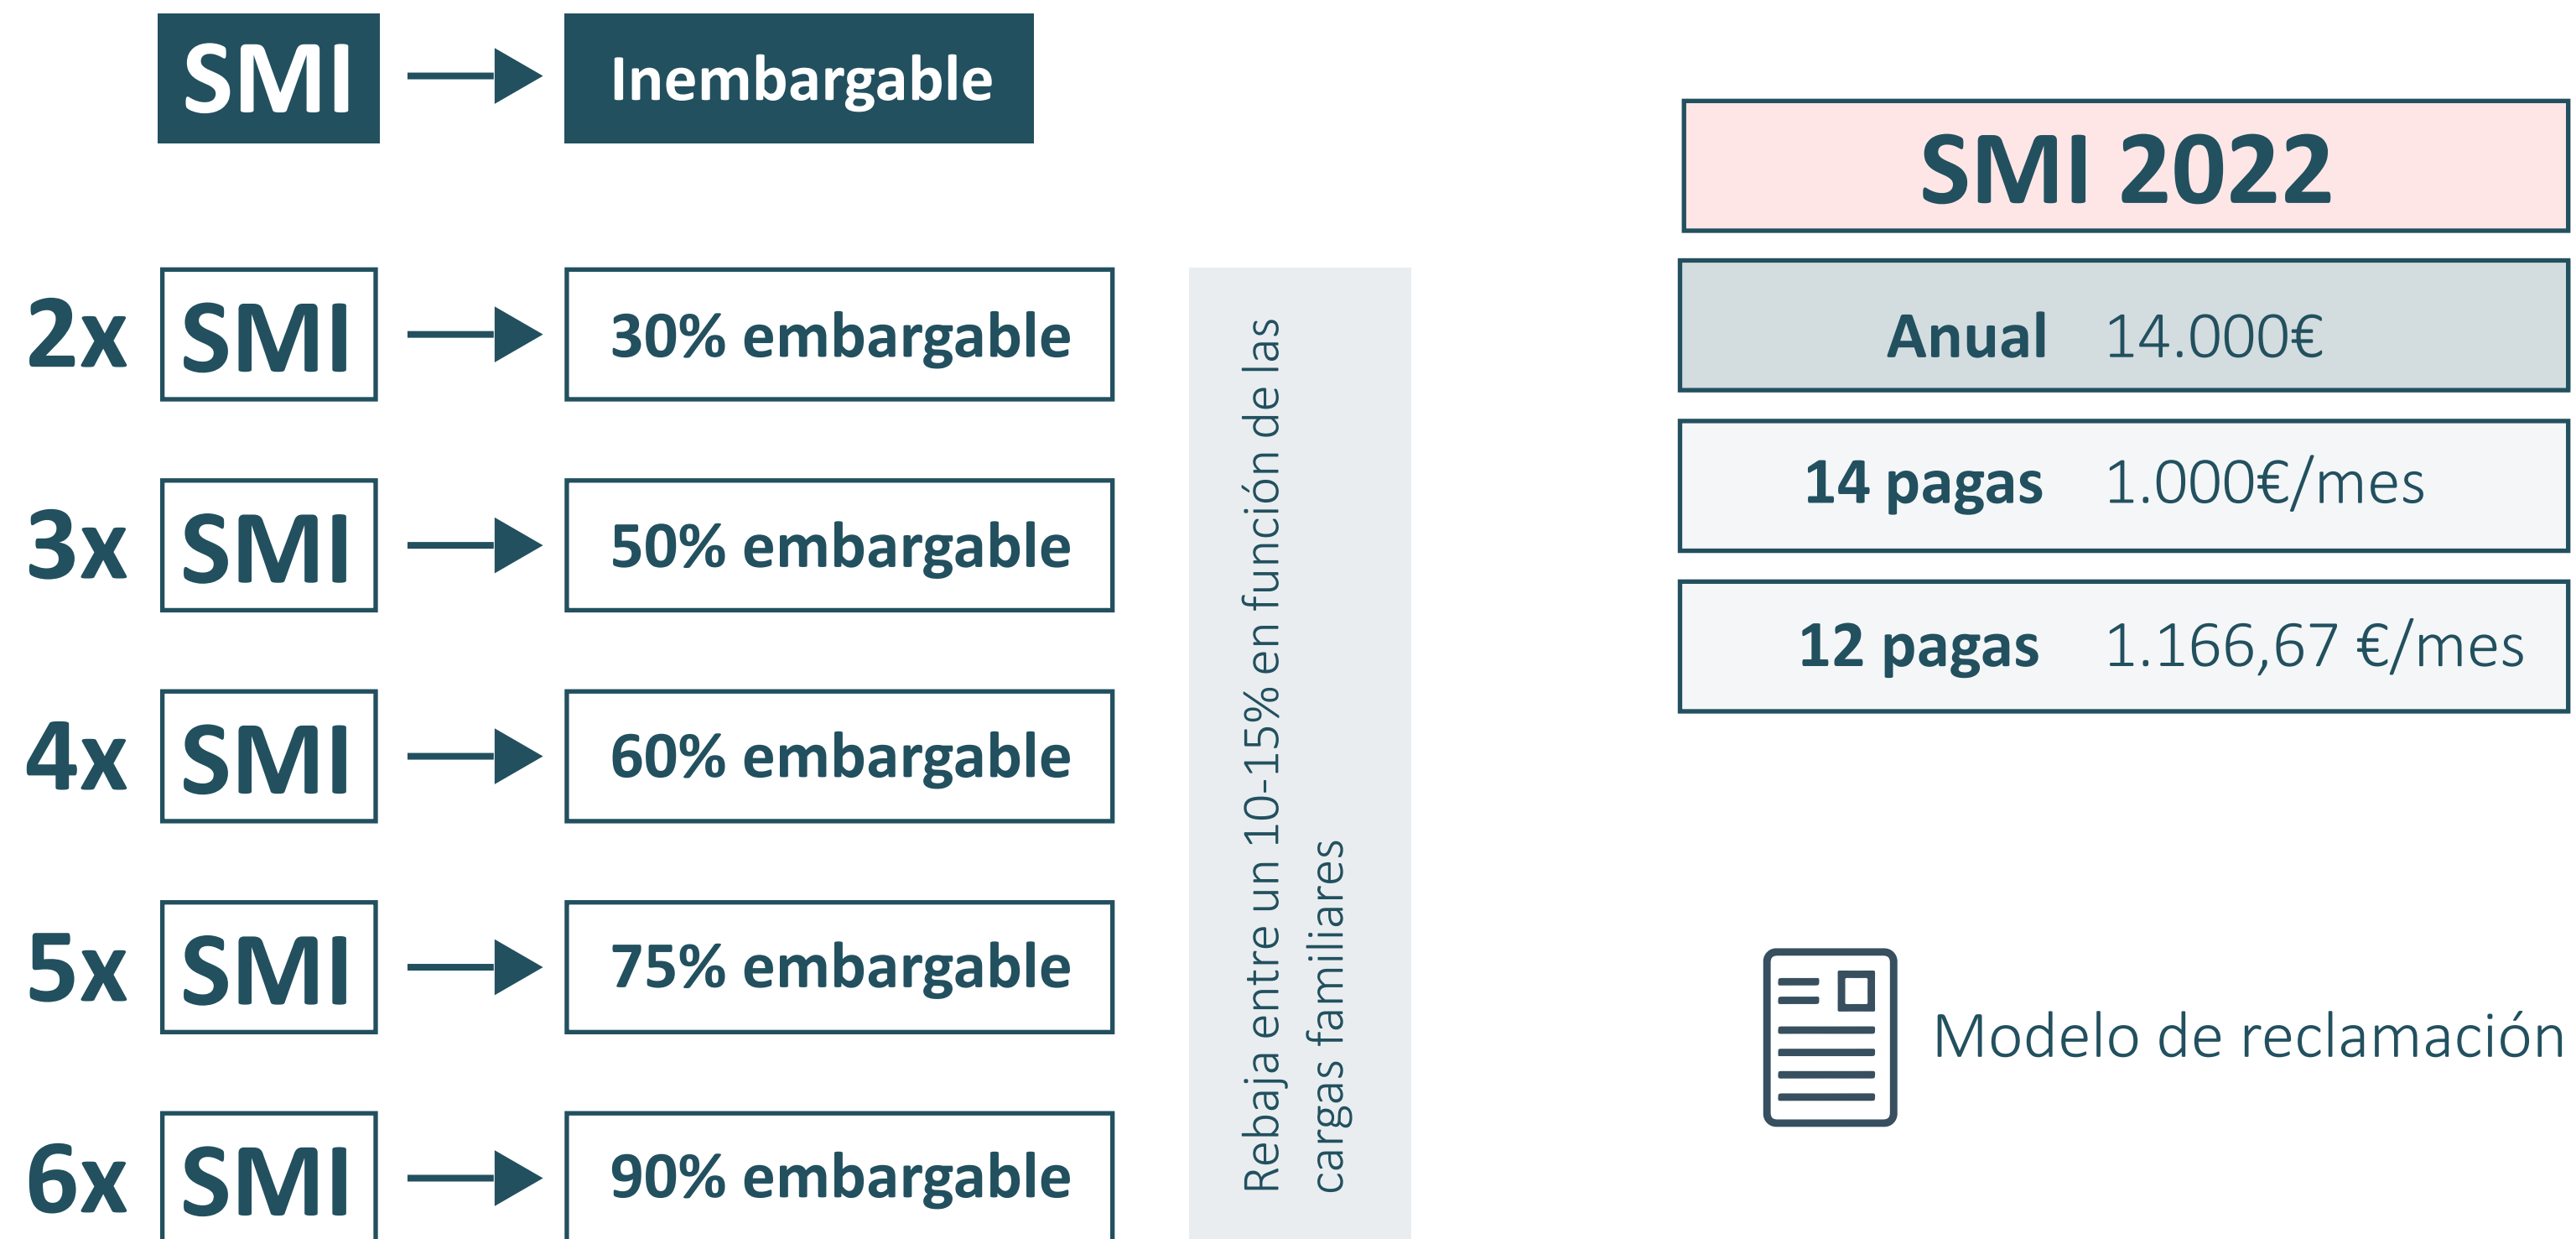 SMI Inembargable
2x SMI 30% embargable
3x SMI 50% embargable
4x SMI 60% embargable
5x SMI 75% embargable
6x SMI 90% embargable
Rebaja entre un 10-15% en función de las
cargas familiares
SMI 2022
Anual 14.000€
14 pagas 1.000€/mes
12 pagas 1.166,67 €/mes
Modelo de reclamación